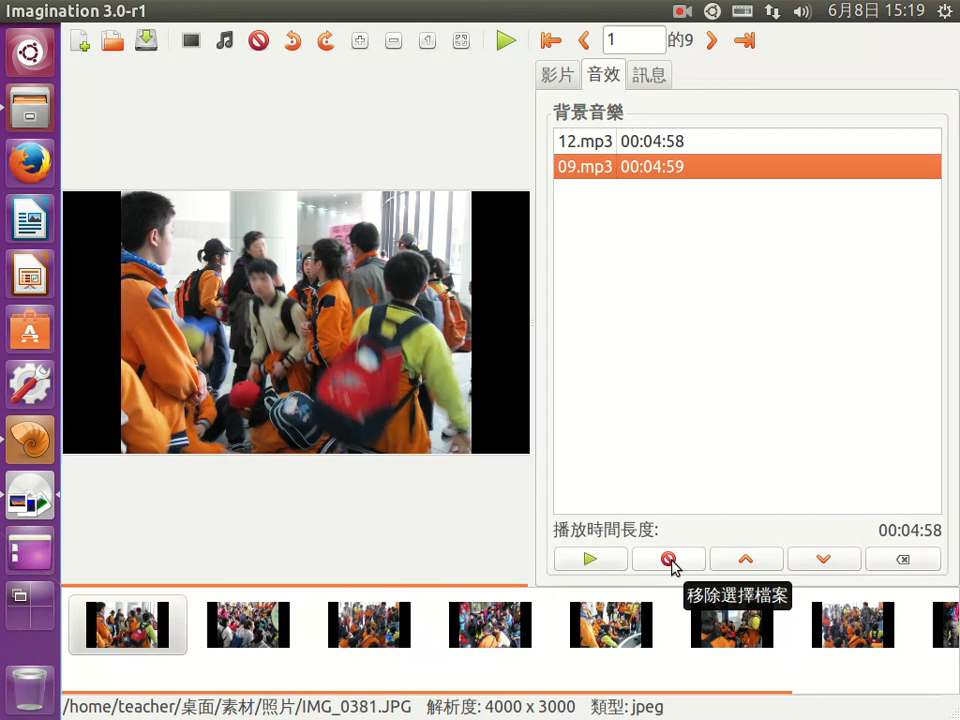 Imagination 3.0-r1
6月8日 15:19
1 的9
影片 音效 訊息
背景音樂
12.mp3 00:04:58
09.mp3 00:04:59
播放時間長度: 00:04:58
移除選擇檔案
/home/teacher/桌面/素材/照片/IMG_0381.JPG 解析度: 4000 x 3000 類型: jpeg